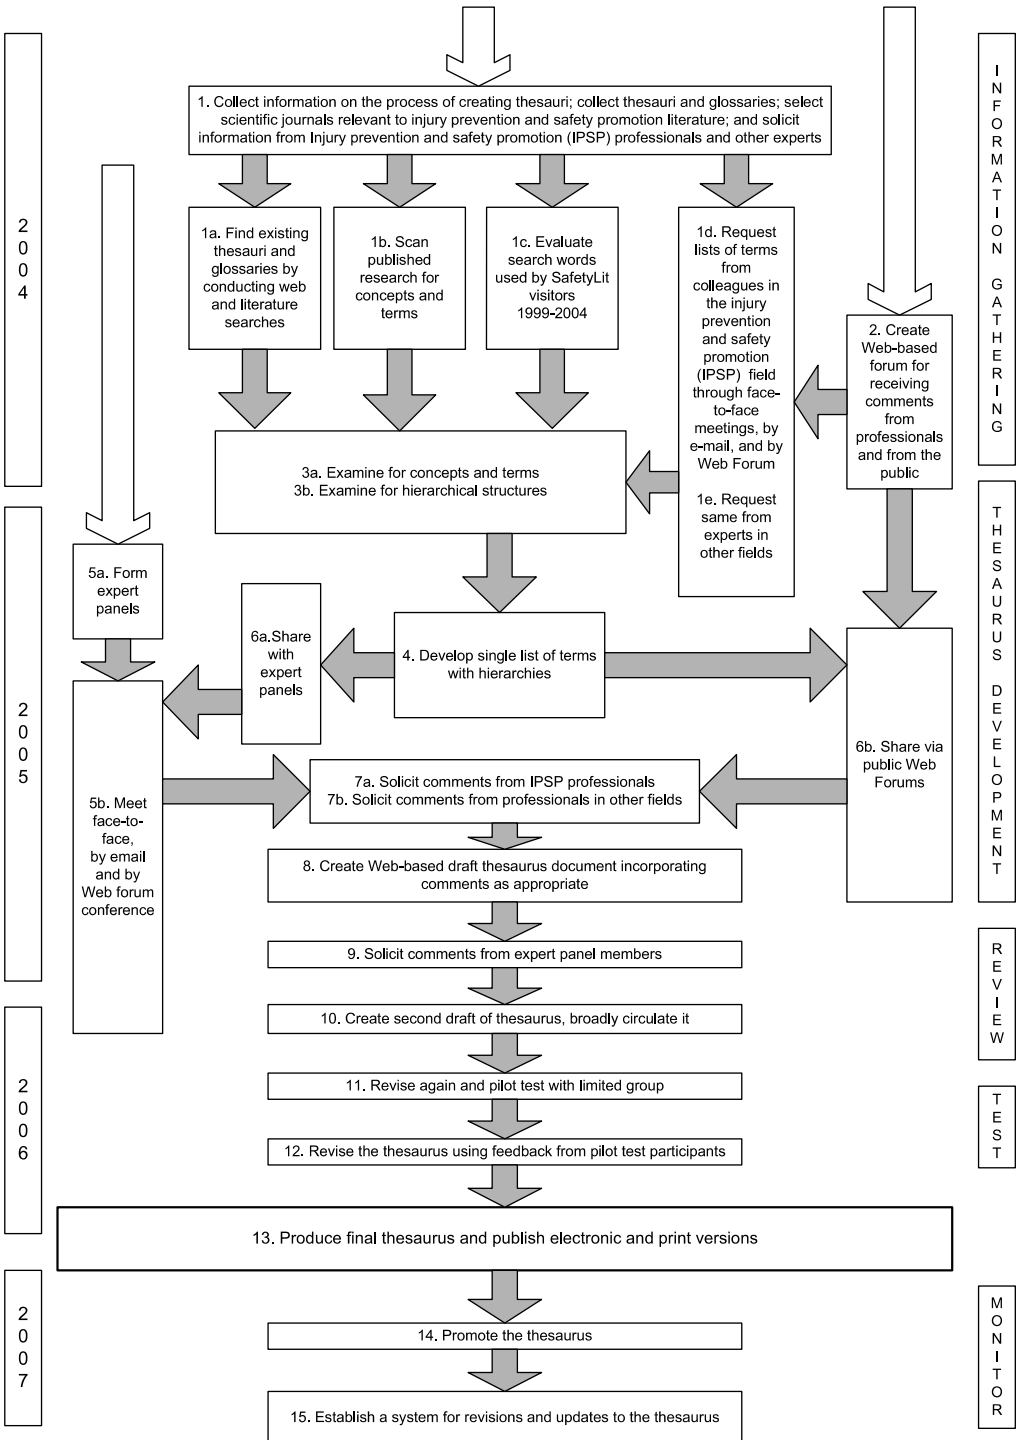 1. Collect information on the process of creating thesauri; collect thesauri and glossaries; select
scientific journals relevant to injury prevention and safety promotion literature; and solicit
information from Injury prevention and safety promotion (IPSP) professionals and other experts
2004
INFORMATION GATHERING
1a. Find existing
thesauri and
glossaries by
conducting web
and literature
searches
1b. Scan
published
research for
concepts and
terms
1c. Evaluate
search words
used by SafetyLit
visitors
1999-2004
1d. Request
lists of terms
from
colleagues in
the injury
prevention
and safety
promotion
(IPSP) field
through face-
to-face
meetings, by
e-mail, and by
Web Forum
1e. Request
same from
experts in
other fields
2. Create
Web-based
forum for
receiving
comments
from
professionals
and from the
public
3a. Examine for concepts and terms
3b. Examine for hierarchical structures
2005
THESAURUS DEVELOPMENT
5a. Form
expert
panels
6a.Share
with
expert
panels
4. Develop single list of terms
with hierarchies
6b. Share via
public Web
Forums
5b. Meet
face-to-
face,
by email
and by
Web forum
conference
7a. Solicit comments from IPSP professionals
7b. Solicit comments from professionals in other fields
8. Create Web-based draft thesaurus document incorporating
comments as appropriate
REVIEW
9. Solicit comments from expert panel members
10. Create second draft of thesaurus, broadly circulate it
2006
TEST
11. Revise again and pilot test with limited group
12. Revise the thesaurus using feedback from pilot test participants
13. Produce final thesaurus and publish electronic and print versions
2007
MONITOR
14. Promote the thesaurus
15. Establish a system for revisions and updates to the thesaurus